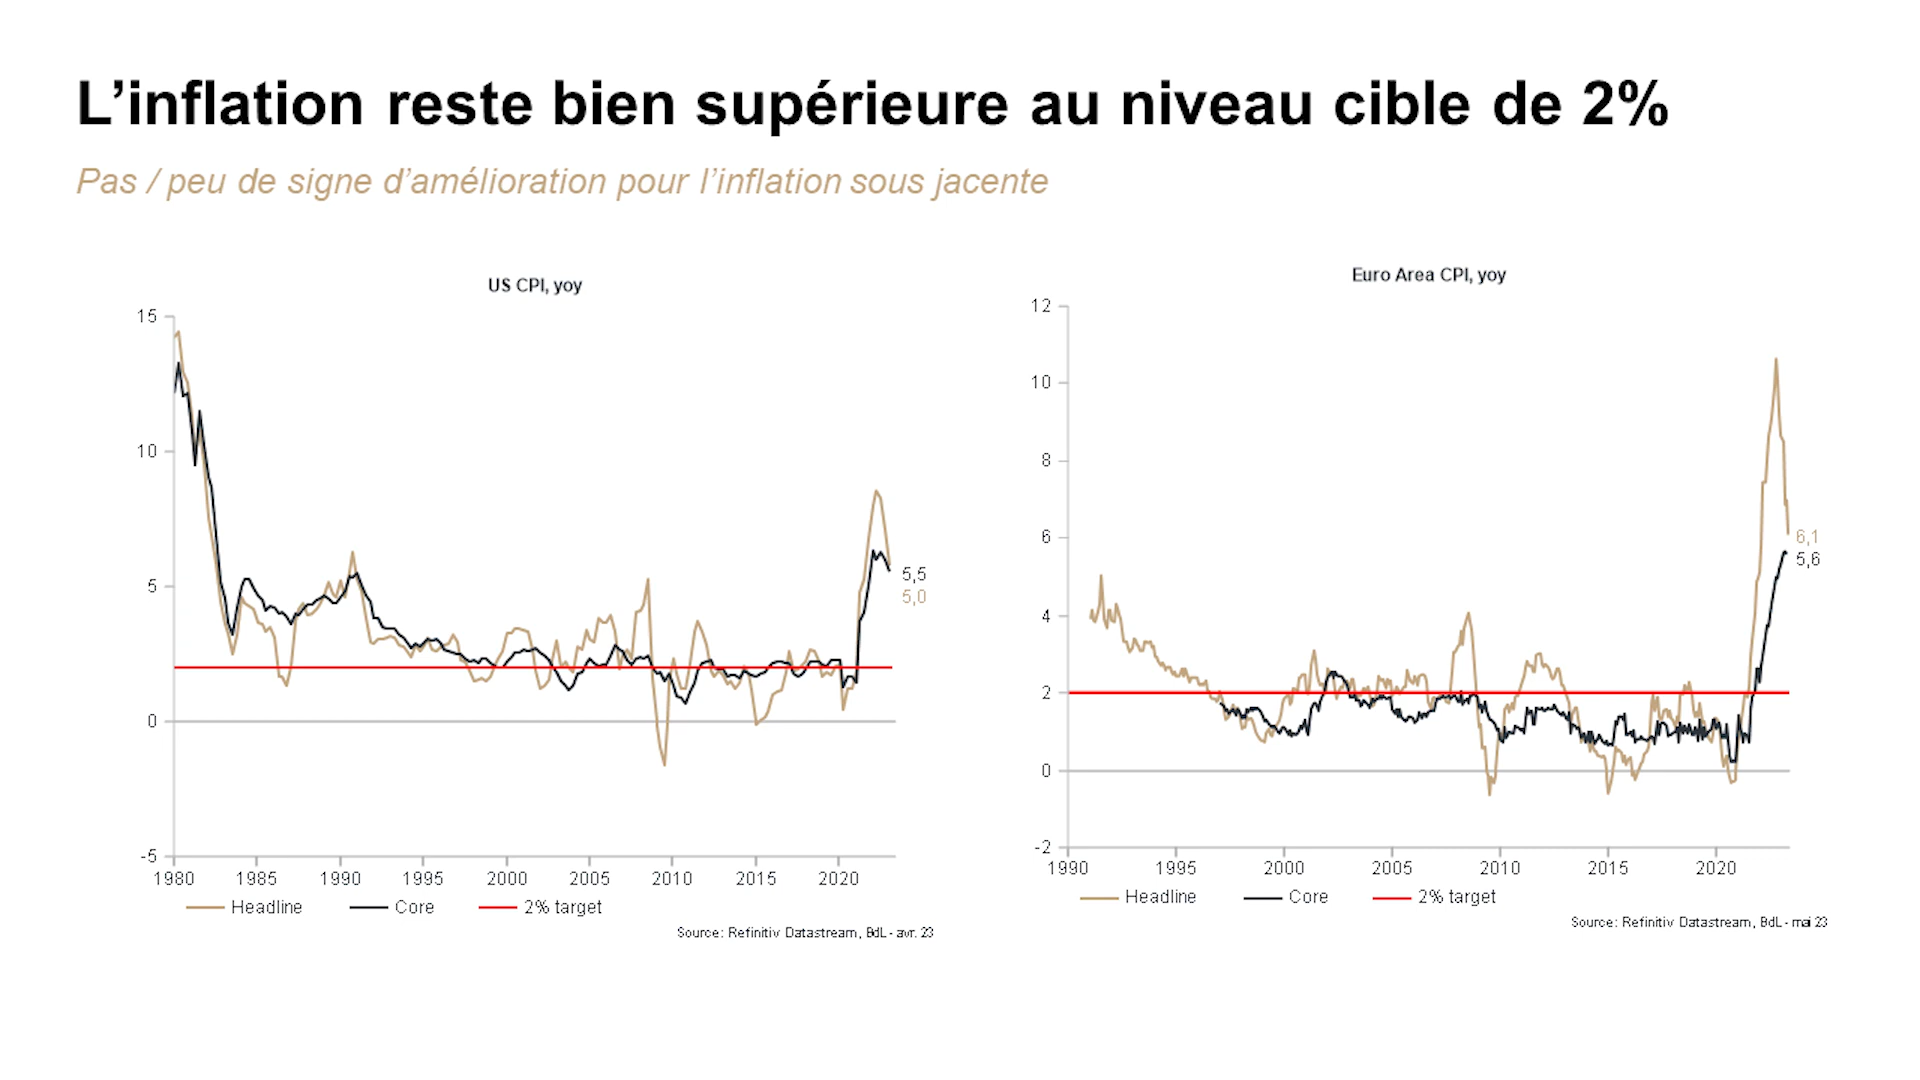 L’inflation reste bien supérieure au niveau cible de 2%
Pas / peu de signe d’amélioration pour l’inflation sous jacente
US CPI, yoy
15
10
5
0
-5
1980 1985 1990 1995 2000 2005 2010 2015 2020
5,5
5,0
Headline Core 2% target
Source: Refinitiv Datastream, BdL - avr. 23
Euro Area CPI, yoy
12
10
8
6
4
2
0
-2
1990 1995 2000 2005 2010 2015 2020
6,1
5,6
Headline Core 2% target
Source: Refinitiv Datastream, BdL - mai 23